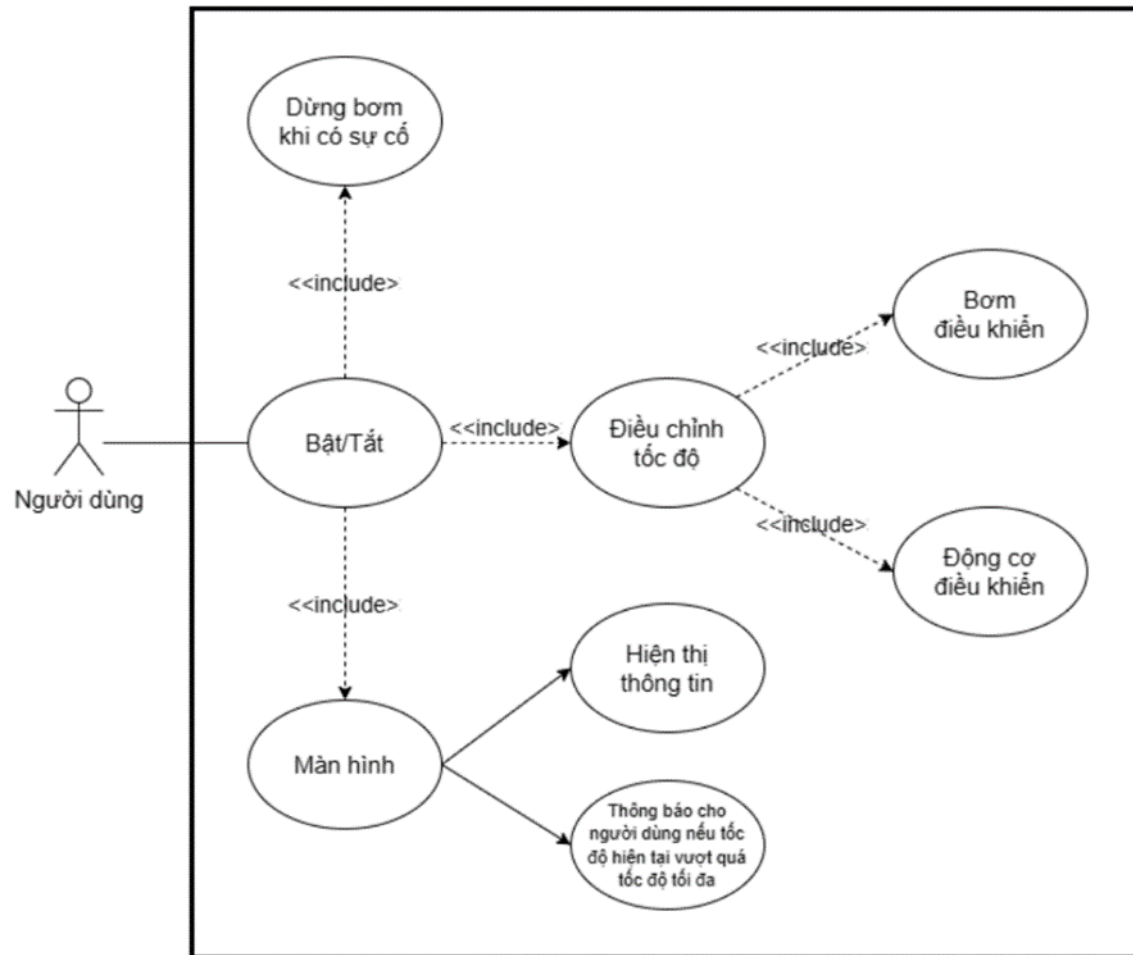 Dừng bơm
khi có sự cố
<<include>
Bơm
điều khiển
<<include>
Người dùng
Bật/Tắt
<<include>
Điều chỉnh
tốc độ
<<include>
Động cơ
điều khiển
<<include>
Hiện thị
thông tin
Màn hình
Thông báo cho
người dùng nếu tốc
độ hiện tại vượt quá
tốc độ tối đa